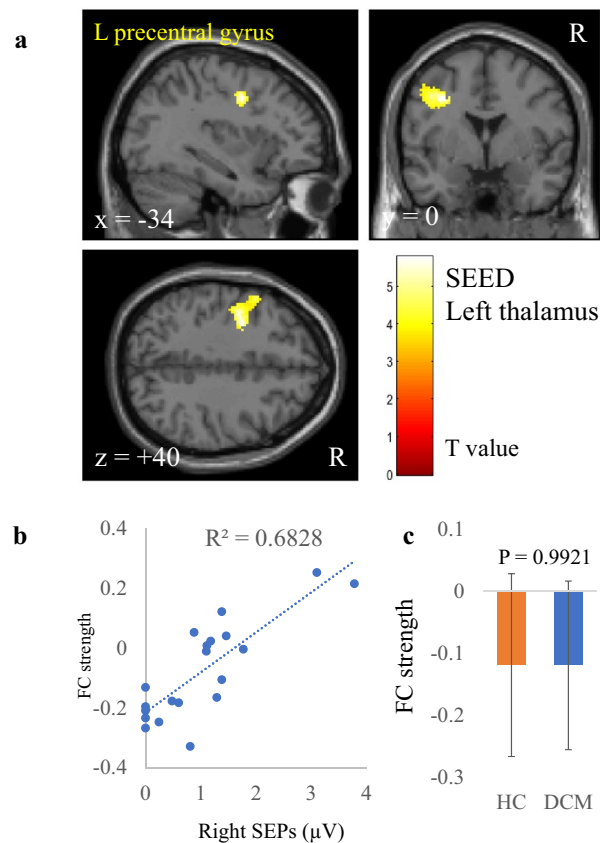 a
L precentral gyrus
x = -34
R
y = 0
z = +40
R
5
4
3
2
1
0
SEED
Left thalamus
T value
b
R² = 0.6828
0.4
0.2
0
-0.2
-0.4
FC strength
0
1
2
3
4
Right SEPs (μV)
c
P = 0.9921
0.1
0
-0.1
-0.2
-0.3
FC strength
HC
DCM